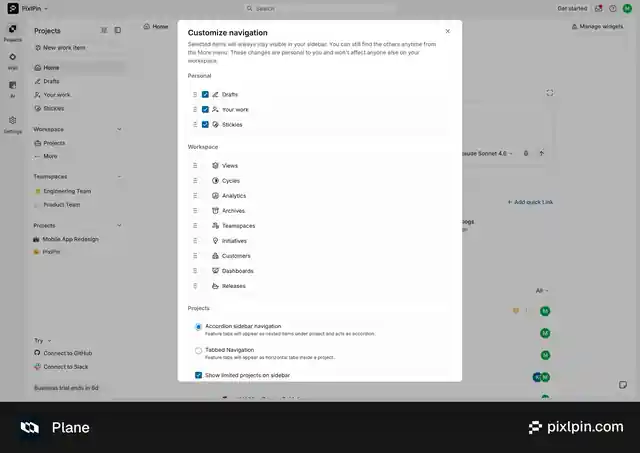 PixlPin
Search
Get started
M
Projects
Projects
Home
Manage widgets
New work item
Home
Wiki
Drafts
Your work
AI
Stickies
Settings
Workspace
Projects
More
Teamspaces
Engineering Team
Product Team
Projects
Mobile App Redesign
PixlPin
Try
Connect to GitHub
Connect to Slack
Business trial ends in 6d
Customize navigation
Selected items will always stay visible in your sidebar. You can still find the others anytime from
the More menu. These changes are personal to you and won't affect anyone else on your
workspace.
Personal
Drafts
Your work
Stickies
Workspace
Views
Cycles
Analytics
Archives
Teamspaces
Initiatives
Customers
Dashboards
Releases
Projects
Accordion sidebar navigation
Feature tabs will appear as nested items under project and acts as accordion.
Tabbed Navigation
Feature tabs will appear as horizontal tabs inside a project.
Show limited projects on sidebar
Sonnet 4.6
Add quick Link
All
M
M
M
M
M
Plane
pixlpin.com